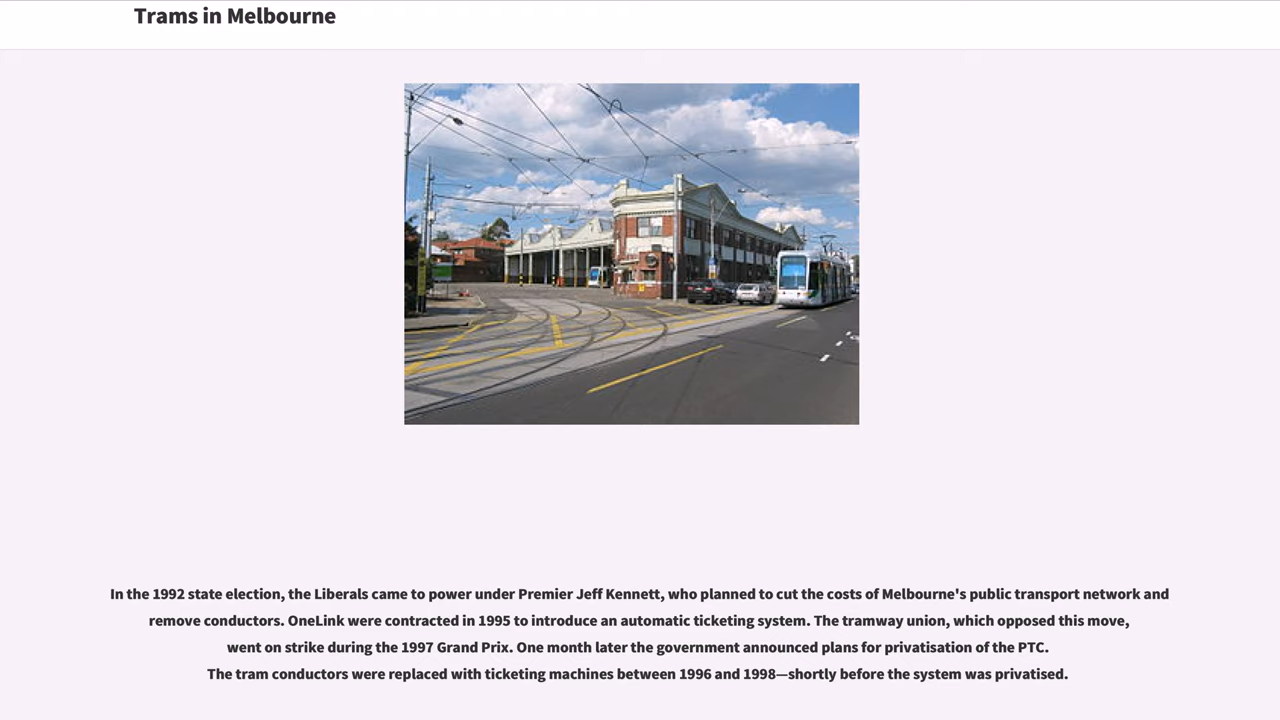 Trams in Melbourne
In the 1992 state election, the Liberals came to power under Premier Jeff Kennett, who planned to cut the costs of Melbourne's public transport network and
remove conductors. OneLink were contracted in 1995 to introduce an automatic ticketing system. The tramway union, which opposed this move,
went on strike during the 1997 Grand Prix. One month later the government announced plans for privatisation of the PTC.
The tram conductors were replaced with ticketing machines between 1996 and 1998—shortly before the system was privatised.